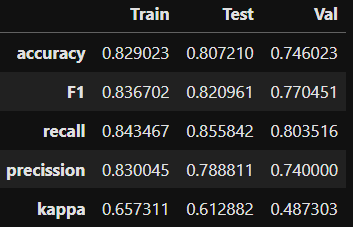 Train Test Val
accuracy 0.829023 0.807210 0.746023
F1 0.836702 0.820961 0.770451
recall 0.843467 0.855842 0.803516
precission 0.830045 0.788811 0.740000
kappa 0.657311 0.612882 0.487303